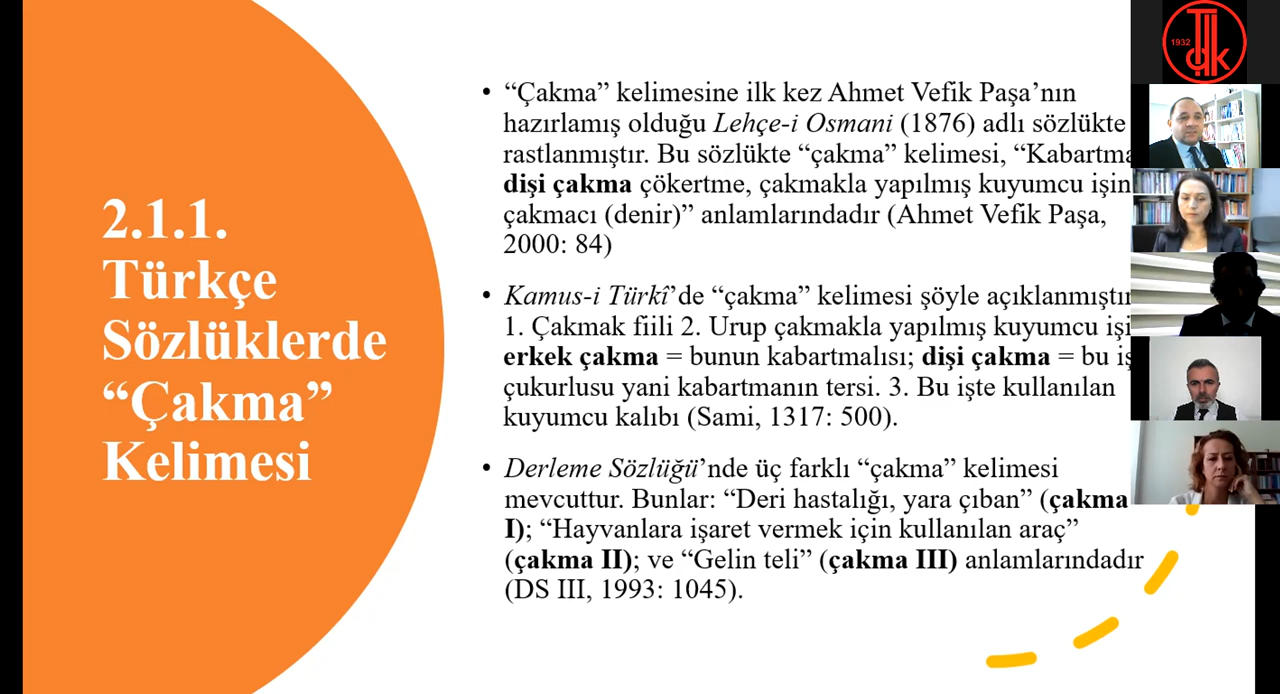 2.1.1.
Türkçe
Sözlüklerde
“Çakma”
Kelimesi
• “Çakma” kelimesine ilk kez Ahmet Vefik Paşa’nın
hazırlamış olduğu Lehçe-i Osmani (1876) adlı sözlükte
rastlanmıştır. Bu sözlükte “çakma” kelimesi, “Kabartma
dişi çakma çökertme, çakmakla yapılmış kuyumcu işin
çakmacı (denir)” anlamlarındadır (Ahmet Vefik Paşa,
2000: 84)
• Kamus-i Türkî’de “çakma” kelimesi şöyle açıklanmıştır
1. Çakmak fiili 2. Urup çakmakla yapılmış kuyumcu işi
erkek çakma = bunun kabartmalısı; dişi çakma = bu iş
çukurlusu yani kabartmanın tersi. 3. Bu işte kullanılan
kuyumcu kalıbı (Sami, 1317: 500).
• Derleme Sözlüğü’nde üç farklı “çakma” kelimesi
mevcuttur. Bunlar: “Deri hastalığı, yara çıban” (çakma
I); “Hayvanlara işaret vermek için kullanılan araç”
(çakma II); ve “Gelin teli” (çakma III) anlamlarındadır
(DS III, 1993: 1045).
1932